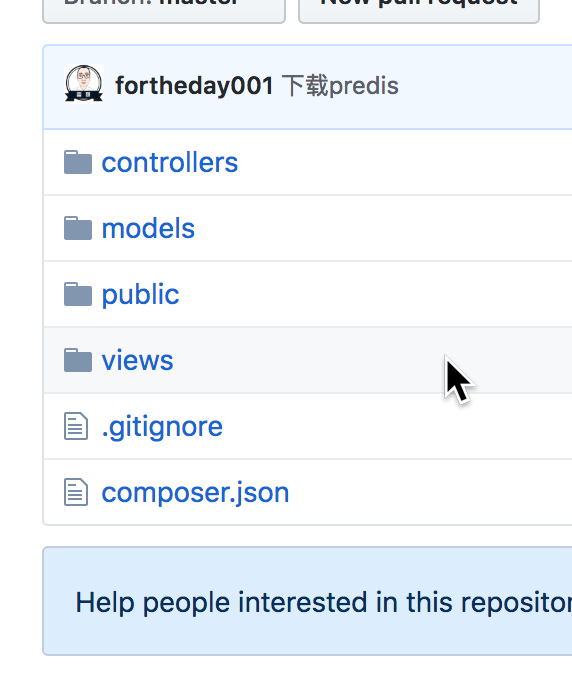 Branch: master
New pull request
fortheday001 下载predis
controllers
models
public
views
.gitignore
composer.json
Help people interested in this